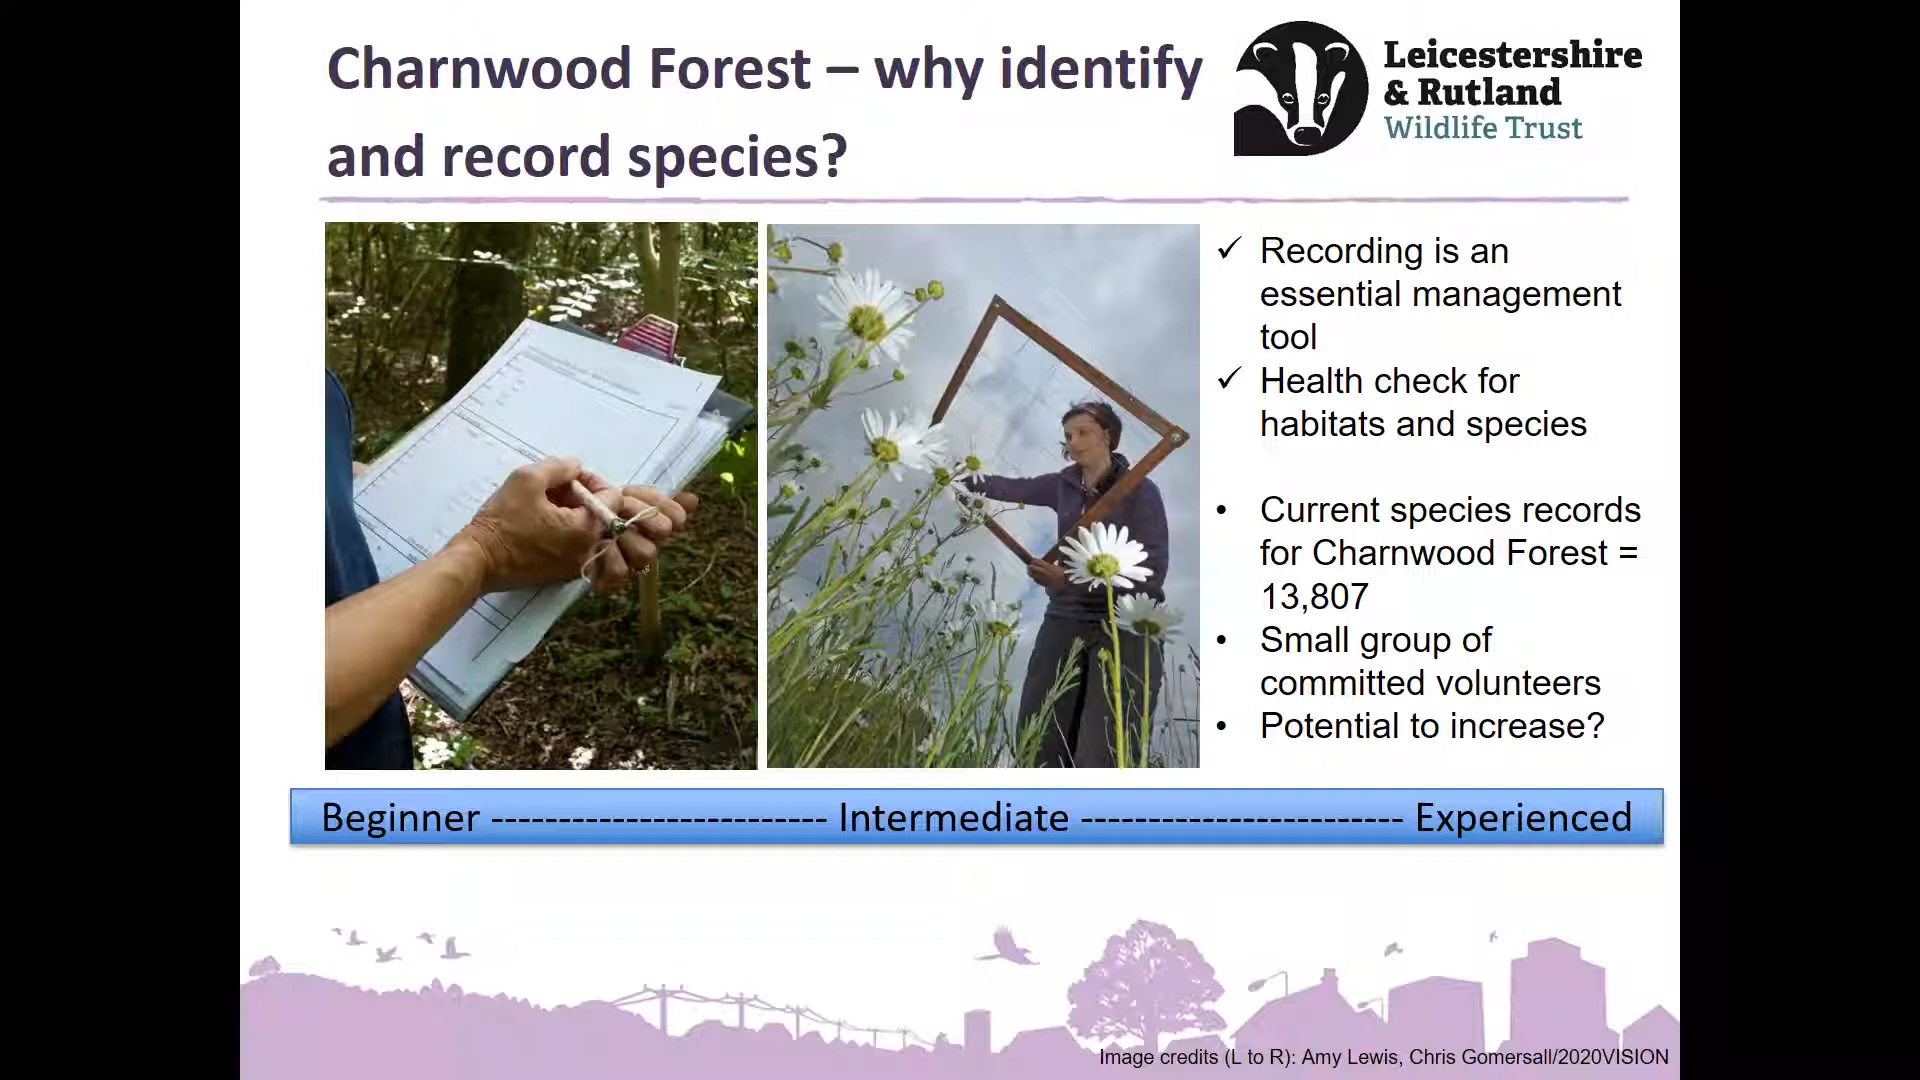 Charnwood Forest – why identify
and record species?
Leicestershire
& Rutland
Wildlife Trust
✓ Recording is an
essential management
tool
✓ Health check for
habitats and species
• Current species records
for Charnwood Forest =
13,807
• Small group of
committed volunteers
• Potential to increase?
Beginner ------------------------- Intermediate ------------------------ Experienced
Image credits (L to R): Amy Lewis, Chris Gomersall/2020VISION